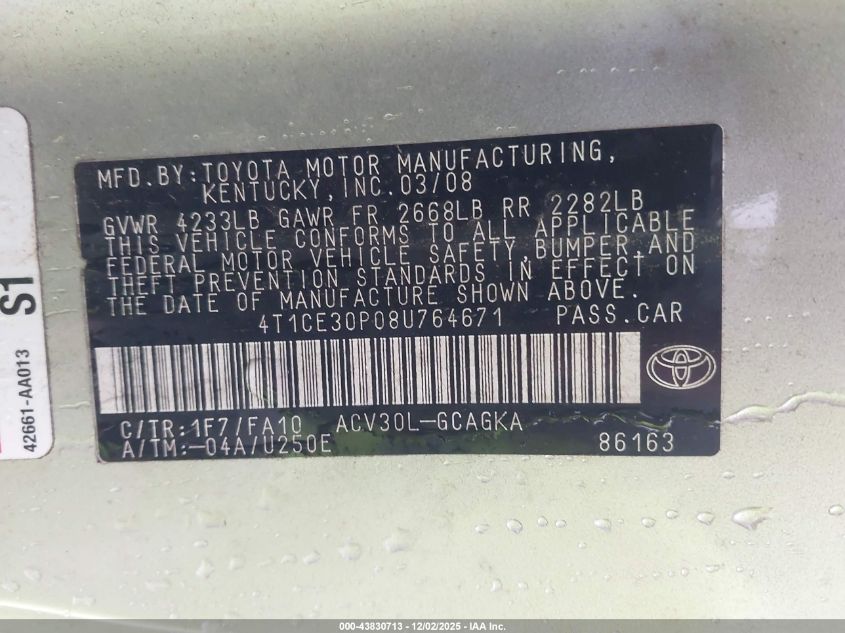 MFD.BY:TOYOTA MOTOR MANUFACTURING,
KENTUCKY,INC.03/08
GVWR 4233LB GAWR FR 2668LB RR 2282LB
THIS VEHICLE CONFORMS TO ALL APPLICABLE
FEDERAL MOTOR VEHICLE SAFETY,BUMPER,AND
THEFT PREVENTION STANDARDS IN EFFECT ON
THE DATE OF MANUFACTURE SHOWN ABOVE.
4T1CE30P08U764671 PASS.CAR
C/TR:1F7/FA10 ACV30L-GCAGKA
A/TM:-04A/U250E 86163
42661-AA013 S1
000-43830713 - 12/02/2025 - IAA Inc.